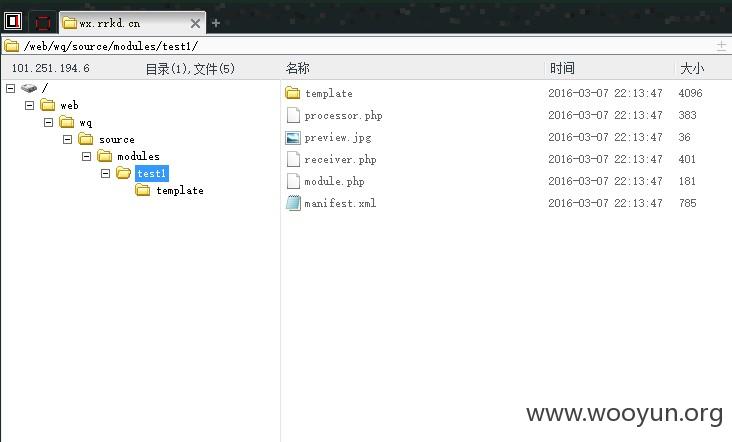 wx.rrkd.cn
/web/wq/source/modules/test1/
101.251.194.6 目录(1),文件(5) 名称 时间 大小
/
web
wq
source
modules
test1
template
template 2016-03-07 22:13:47 4096
processor.php 2016-03-07 22:13:47 383
preview.jpg 2016-03-07 22:13:47 36
receiver.php 2016-03-07 22:13:47 401
module.php 2016-03-07 22:13:47 181
manifest.xml 2016-03-07 22:13:47 785
www.wooyun.org